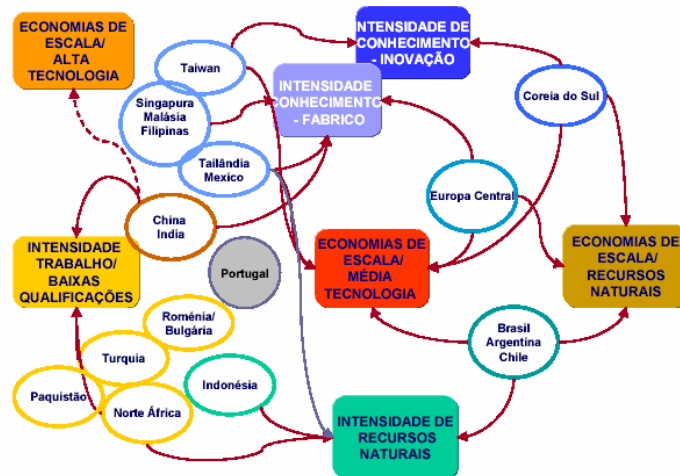 ECONOMIAS DE
ESCALA/
ALTA
TECNOLOGIA
NTENSIDADE DE
CONHECIMENTO
- INOVAÇÃO
Taiwan
INTENSIDADE
CONHECIMENTO
- FABRICO
Singapura
Malásia
Filipinas
Coreia do Sul
Tailândia
Mexico
Europa Central
China
India
INTENSIDADE
TRABALHO/
BAIXAS
QUALIFICAÇÕES
Portugal
ECONOMIAS DE
ESCALA/
MÉDIA
TECNOLOGIA
ECONOMIAS DE
ESCALA/
RECURSOS
NATURAIS
Roménia/
Bulgária
Brasil
Argentina
Chile
Turquia
Paquistão
Norte África
Indonésia
INTENSIDADE DE
RECURSOS
NATURAIS